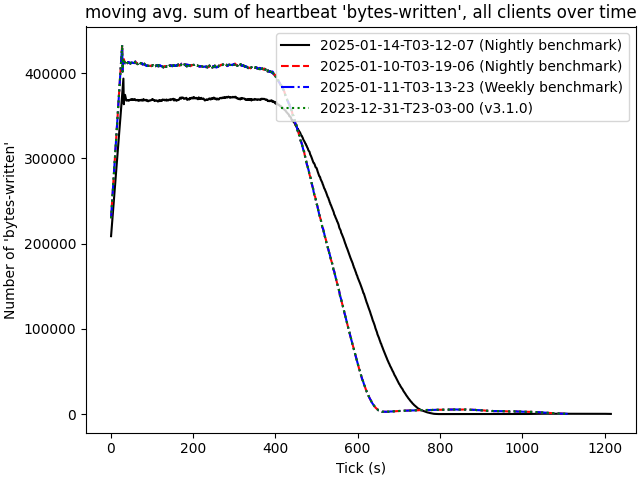 moving avg. sum of heartbeat 'bytes-written', all clients over time
2025-01-14-T03-12-07 (Nightly benchmark)
2025-01-10-T03-19-06 (Nightly benchmark)
2025-01-11-T03-13-23 (Weekly benchmark)
2023-12-31-T23-03-00 (v3.1.0)
Number of 'bytes-written'
400000
300000
200000
100000
0
0 200 400 600 800 1000 1200
Tick (s)